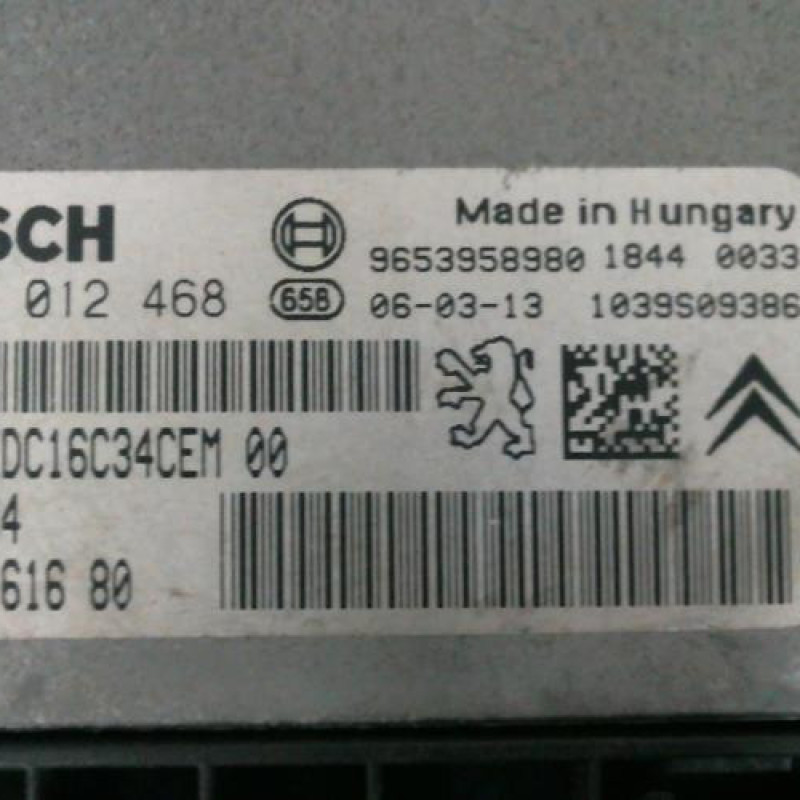 SCH
Made in Hungary
9653958980 1844 0033
012 468 658 06-03-13 1039S09386
DC16C34CEM 00
4
616 80